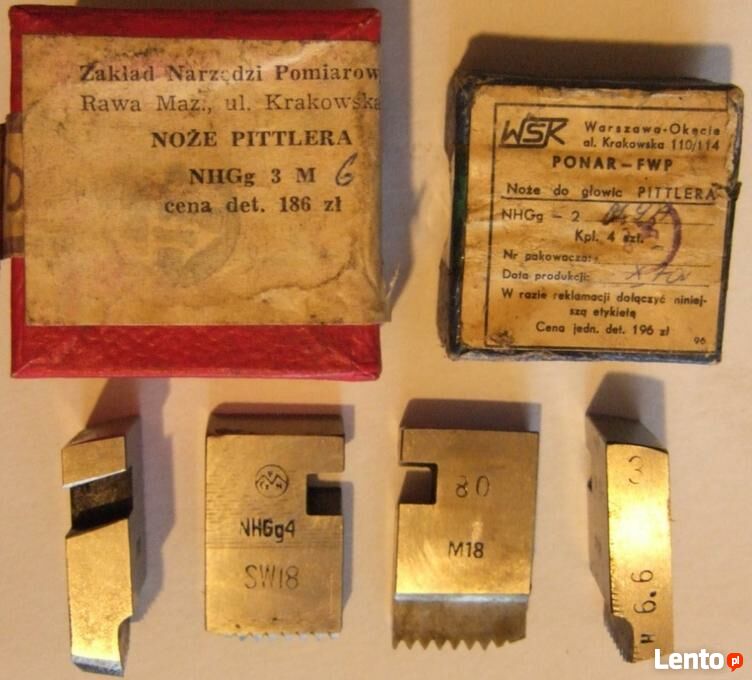 Zakład Narzędzi Pomiarow
Rawa Maz., ul. Krakowska
NOŻE PITTLERA
NHGg 3 M 6
cena det. 186 zł
WSK
Warszawa-Okęcie
al. Krakowska 110/114
PONAR-FWP
Noże do głowic PITTLERA
NHGg - 2
Kpl. 4 szt.
Nr pakowacza:
Data produkcji:
W razie reklamacji dołączyć niniej-
szą etykietę
Cena jedn. det. 196 zł
96
NHGg4
SW18
80
M18
3
Lento.pl